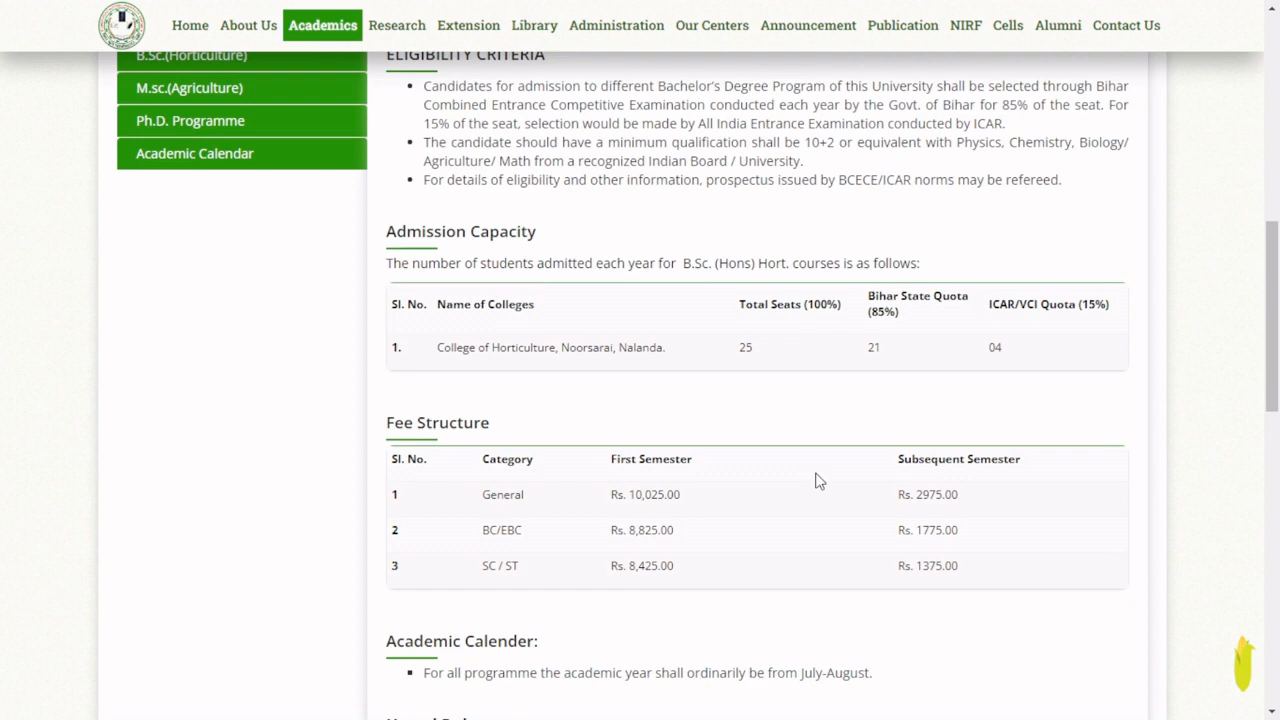 Home About Us Academics Research Extension Library Administration Our Centers Announcement Publication NIRF Cells Alumni Contact Us
B.Sc.(Horticulture)
M.sc.(Agriculture)
Ph.D. Programme
Academic Calendar
ELIGIBILITY CRITERIA
• Candidates for admission to different Bachelor's Degree Program of this University shall be selected through Bihar
Combined Entrance Competitive Examination conducted each year by the Govt. of Bihar for 85% of the seat. For
15% of the seat, selection would be made by All India Entrance Examination conducted by ICAR.
• The candidate should have a minimum qualification shall be 10+2 or equivalent with Physics, Chemistry, Biology/
Agriculture/ Math from a recognized Indian Board / University.
• For details of eligibility and other information, prospectus issued by BCECE/ICAR norms may be refereed.
Admission Capacity
The number of students admitted each year for B.Sc. (Hons) Hort. courses is as follows:
Sl. No. Name of Colleges Total Seats (100%) Bihar State Quota (85%) ICAR/VCI Quota (15%)
1. College of Horticulture, Noorsarai, Nalanda. 25 21 04
Fee Structure
Sl. No. Category First Semester Subsequent Semester
1 General Rs. 10,025.00 Rs. 2975.00
2 BC/EBC Rs. 8,825.00 Rs. 1775.00
3 SC / ST Rs. 8,425.00 Rs. 1375.00
Academic Calender:
▪ For all programme the academic year shall ordinarily be from July-August.